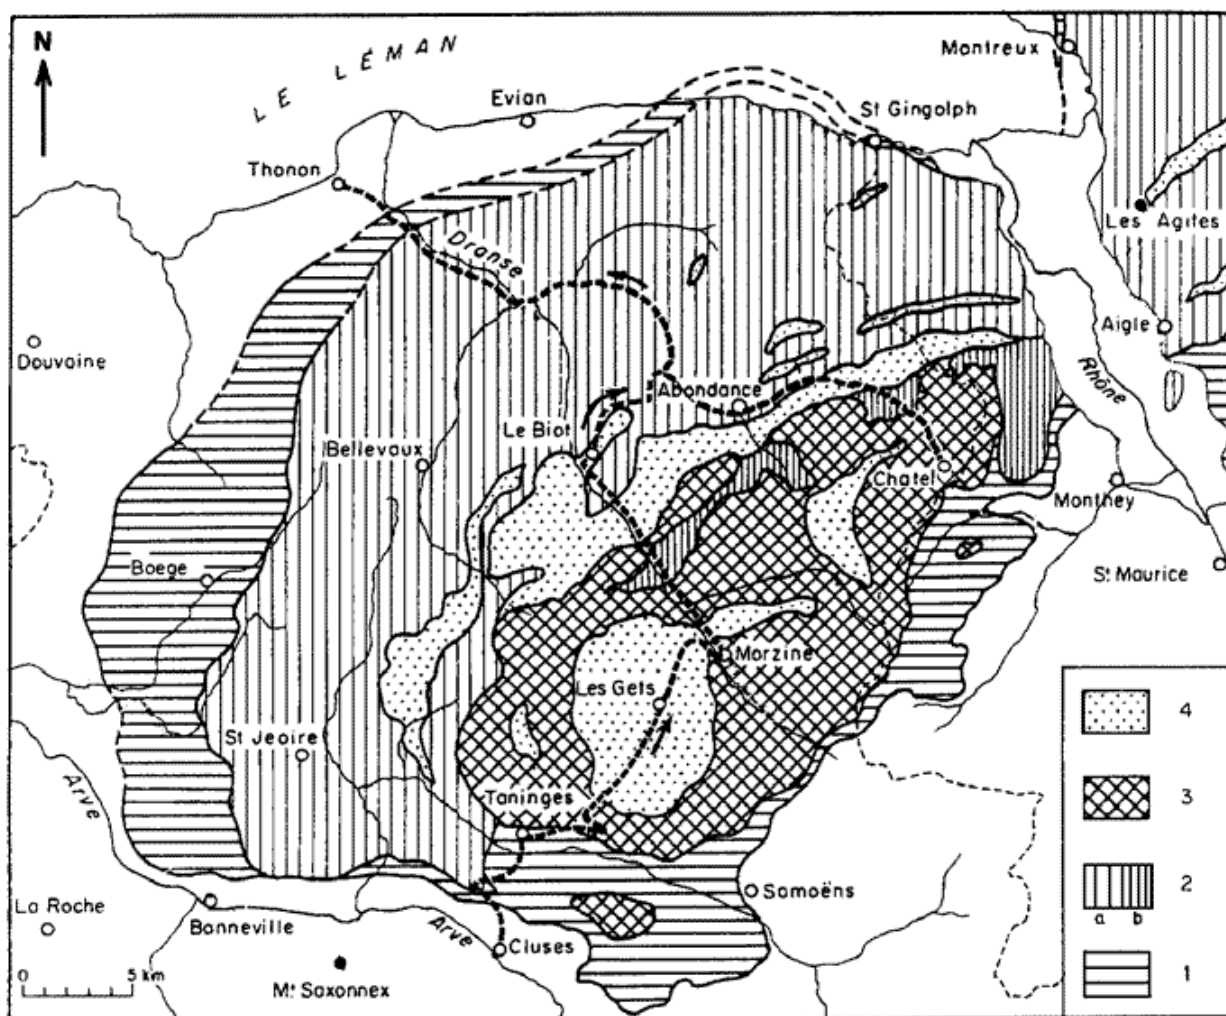 N
LE LÉMAN
Montreux
Evian
St Gingolph
Thonon
Les Agites
Dranse
Aigle
Douvaine
Rhône
Abondance
Le Biot
Bellevaux
Chatel
Monthey
Boege
St Maurice
Morzine
Les Gets
4
St Jeoire
Arve
Taninges
3
Samoëns
2
a b
La Roche
Bonneville
Arve
Cluses
0 5 km
Mt Saxonnex
1